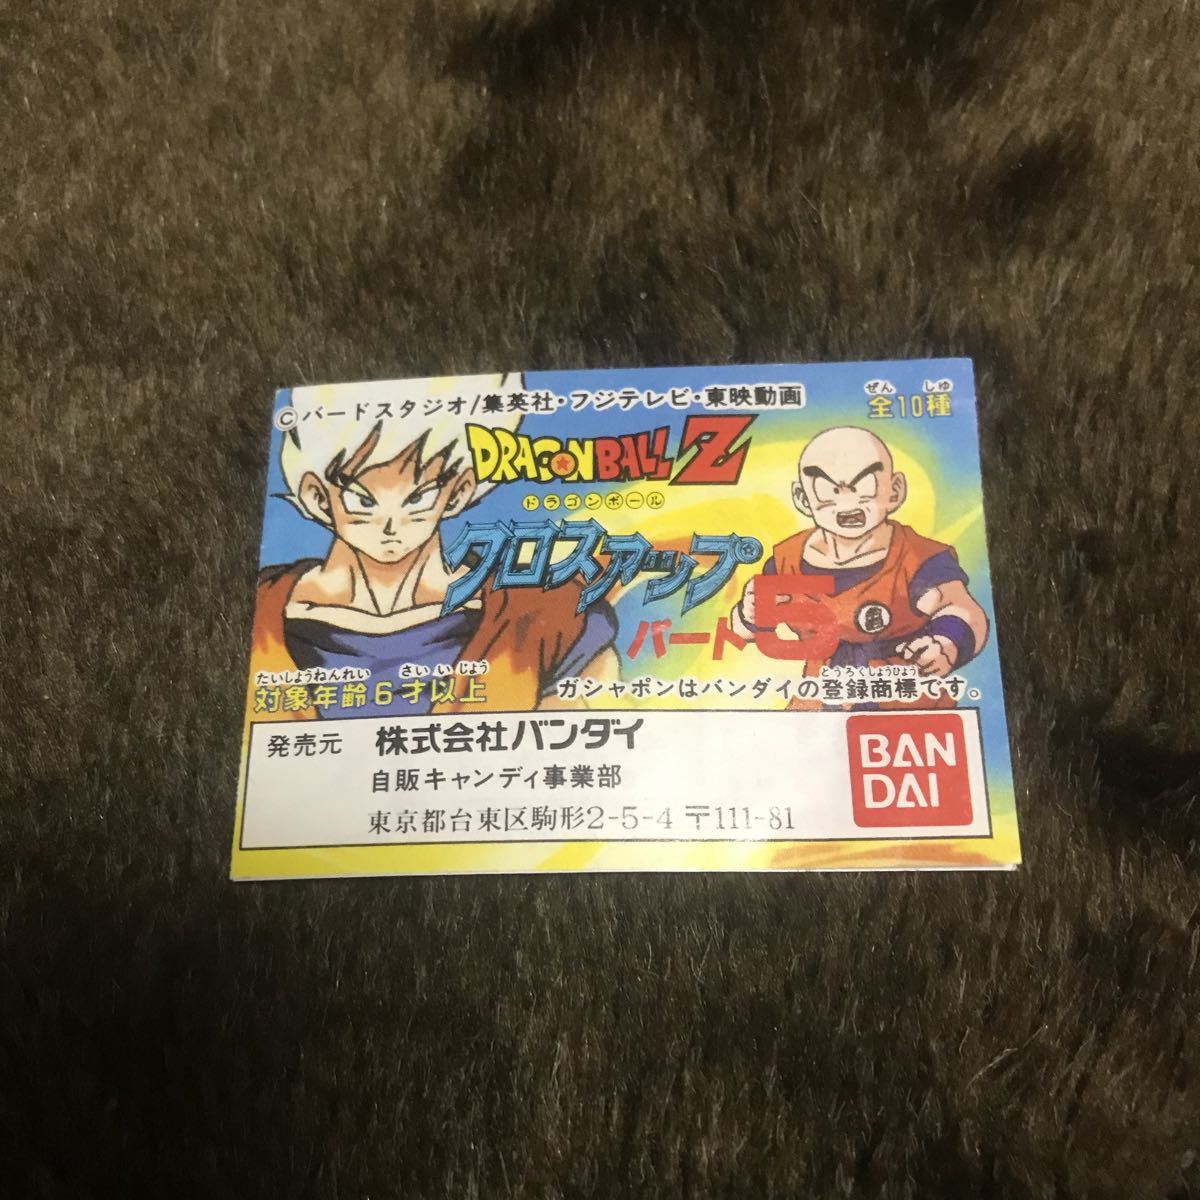 ©バードスタジオ/集英社・フジテレビ・東映動画
ぜん しゅ
全10種
DRAGON BALL Z
ドラゴンボール
クロスアップ
パート5
たいしょうねんれい さい いじょう
対象年齢6才以上
とうろくしょうひょう
ガシャポンはバンダイの登録商標です。
発売元 株式会社バンダイ
自販キャンディ事業部
東京都台東区駒形2-5-4 〒111-81
BAN
DAI
亀